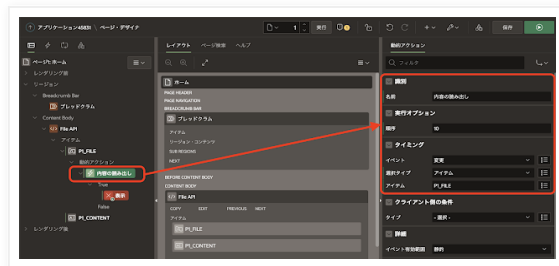 アプリケーション45831 \ ページ・デザイナ
1
実行
保存
ページ1: ホーム
レンダリング前
リージョン
Breadcrumb Bar
ブレッドクラム
Content Body
File API
アイテム
P1_FILE
動的アクション
内容の読み出し
True
表示
False
P1_CONTENT
レンダリング後
レイアウト
ページ検索
ヘルプ
ホーム
PAGE HEADER
PAGE NAVIGATION
BREADCRUMB BAR
ブレッドクラム
アイテム
リージョン・コンテンツ
SUB REGIONS
NEXT
BEFORE CONTENT BODY
CONTENT BODY
File API
COPY
EDIT
PREVIOUS
NEXT
アイテム
P1_FILE
P1_CONTENT
動的アクション
フィルタ
識別
名前
内容の読み出し
実行オプション
順序
10
タイミング
イベント
変更
選択タイプ
アイテム
アイテム
P1_FILE
クライアント側の条件
タイプ
- 選択 -
詳細
イベント有効範囲
静的